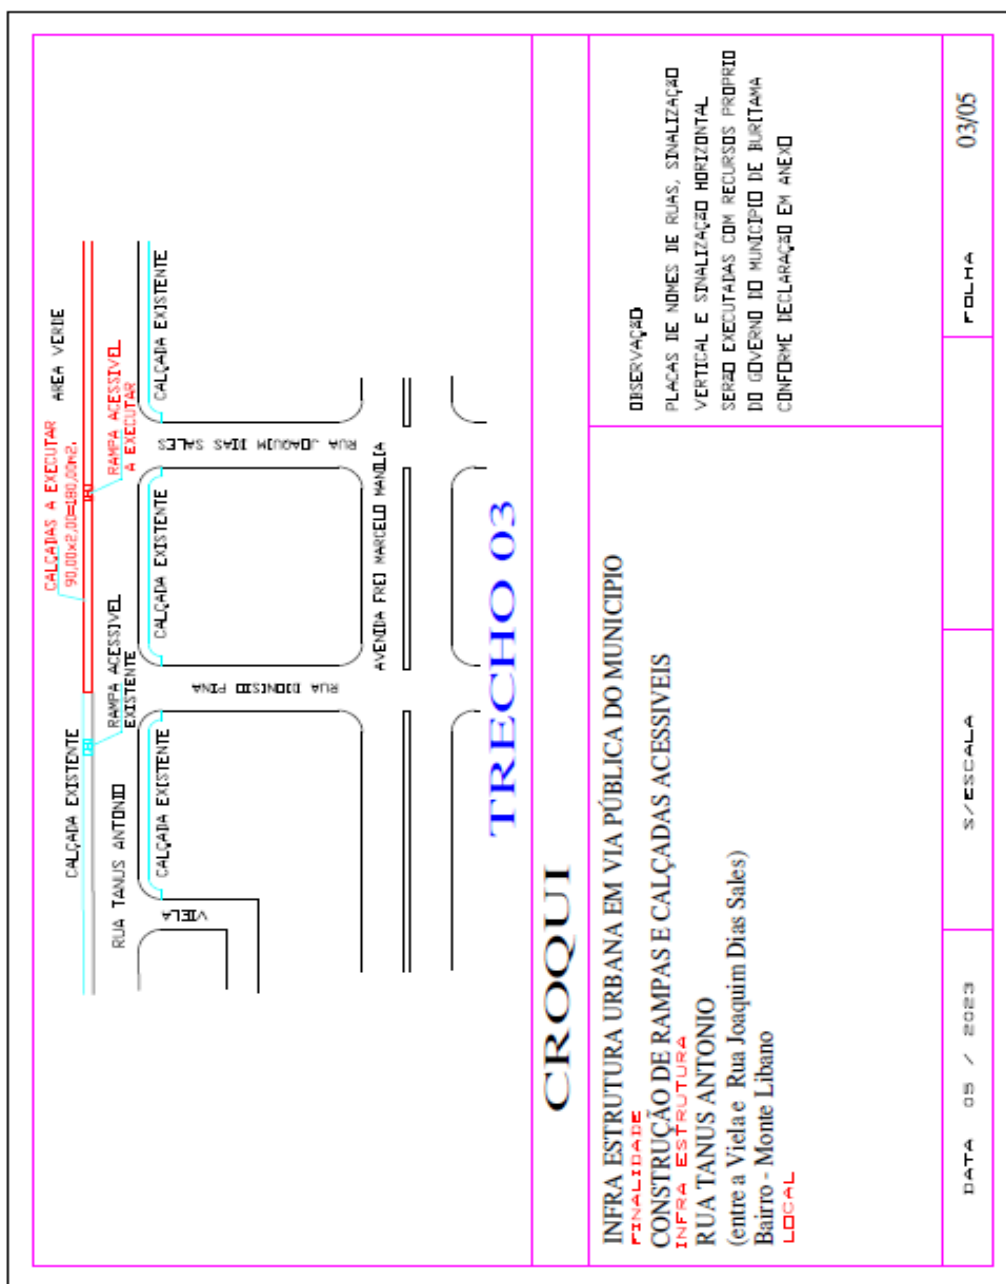 CALÇADA EXISTENTE
CALÇADAS A EXECUTAR
90,00x2,00=180,00m2.
AREA VERDE
RUA TANUS ANTONIO
RAMPA ACESSIVEL
EXISTENTE
RAMPA ACESSIVEL
A EXECUTAR
VIELA
CALÇADA EXISTENTE
RUA DIONISIO PINA
CALÇADA EXISTENTE
RUA JOAQUIM DIAS SALES
CALÇADA EXISTENTE
AVENIDA FREI MARCELO MANILIA
TRECHO 03
CROQUI
INFRA ESTRUTURA URBANA EM VIA PÚBLICA DO MUNICIPIO
FINALIDADE
CONSTRUÇÃO DE RAMPAS E CALÇADAS ACESSIVEIS
INFRA ESTRUTURA
RUA TANUS ANTONIO
(entre a Viela e Rua Joaquim Dias Sales)
Bairro - Monte Libano
LOCAL
OBSERVAÇÃO
PLACAS DE NOMES DE RUAS, SINALIZAÇÃO
VERTICAL E SINALIZAÇÃO HORIZONTAL
SERÃO EXECUTADAS COM RECURSOS PROPRIO
DO GOVERNO DO MUNICIPIO DE BURITAMA
CONFORME DECLARAÇÃO EM ANEXO
DATA 05 / 2023
S/ESCALA
FOLHA
03/05